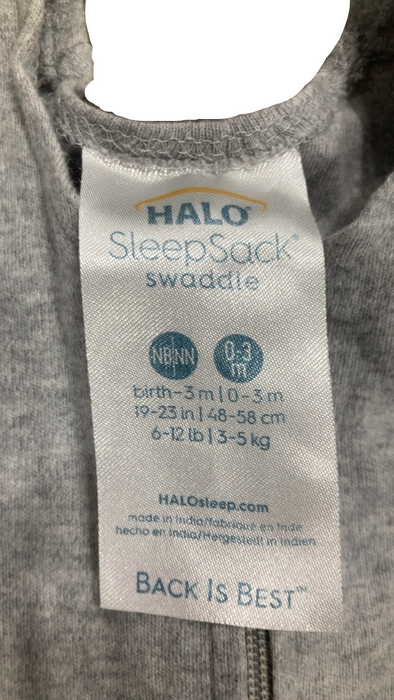 HALO
SleepSack®
swaddle
NB|NN 0-3 m
birth-3 m | 0-3 m
19-23 in | 48-58 cm
6-12 lb | 3-5 kg
HALOsleep.com
made in India/fabriqué en Inde
hecho en India/Hergestellt in Indien
BACK IS BEST™